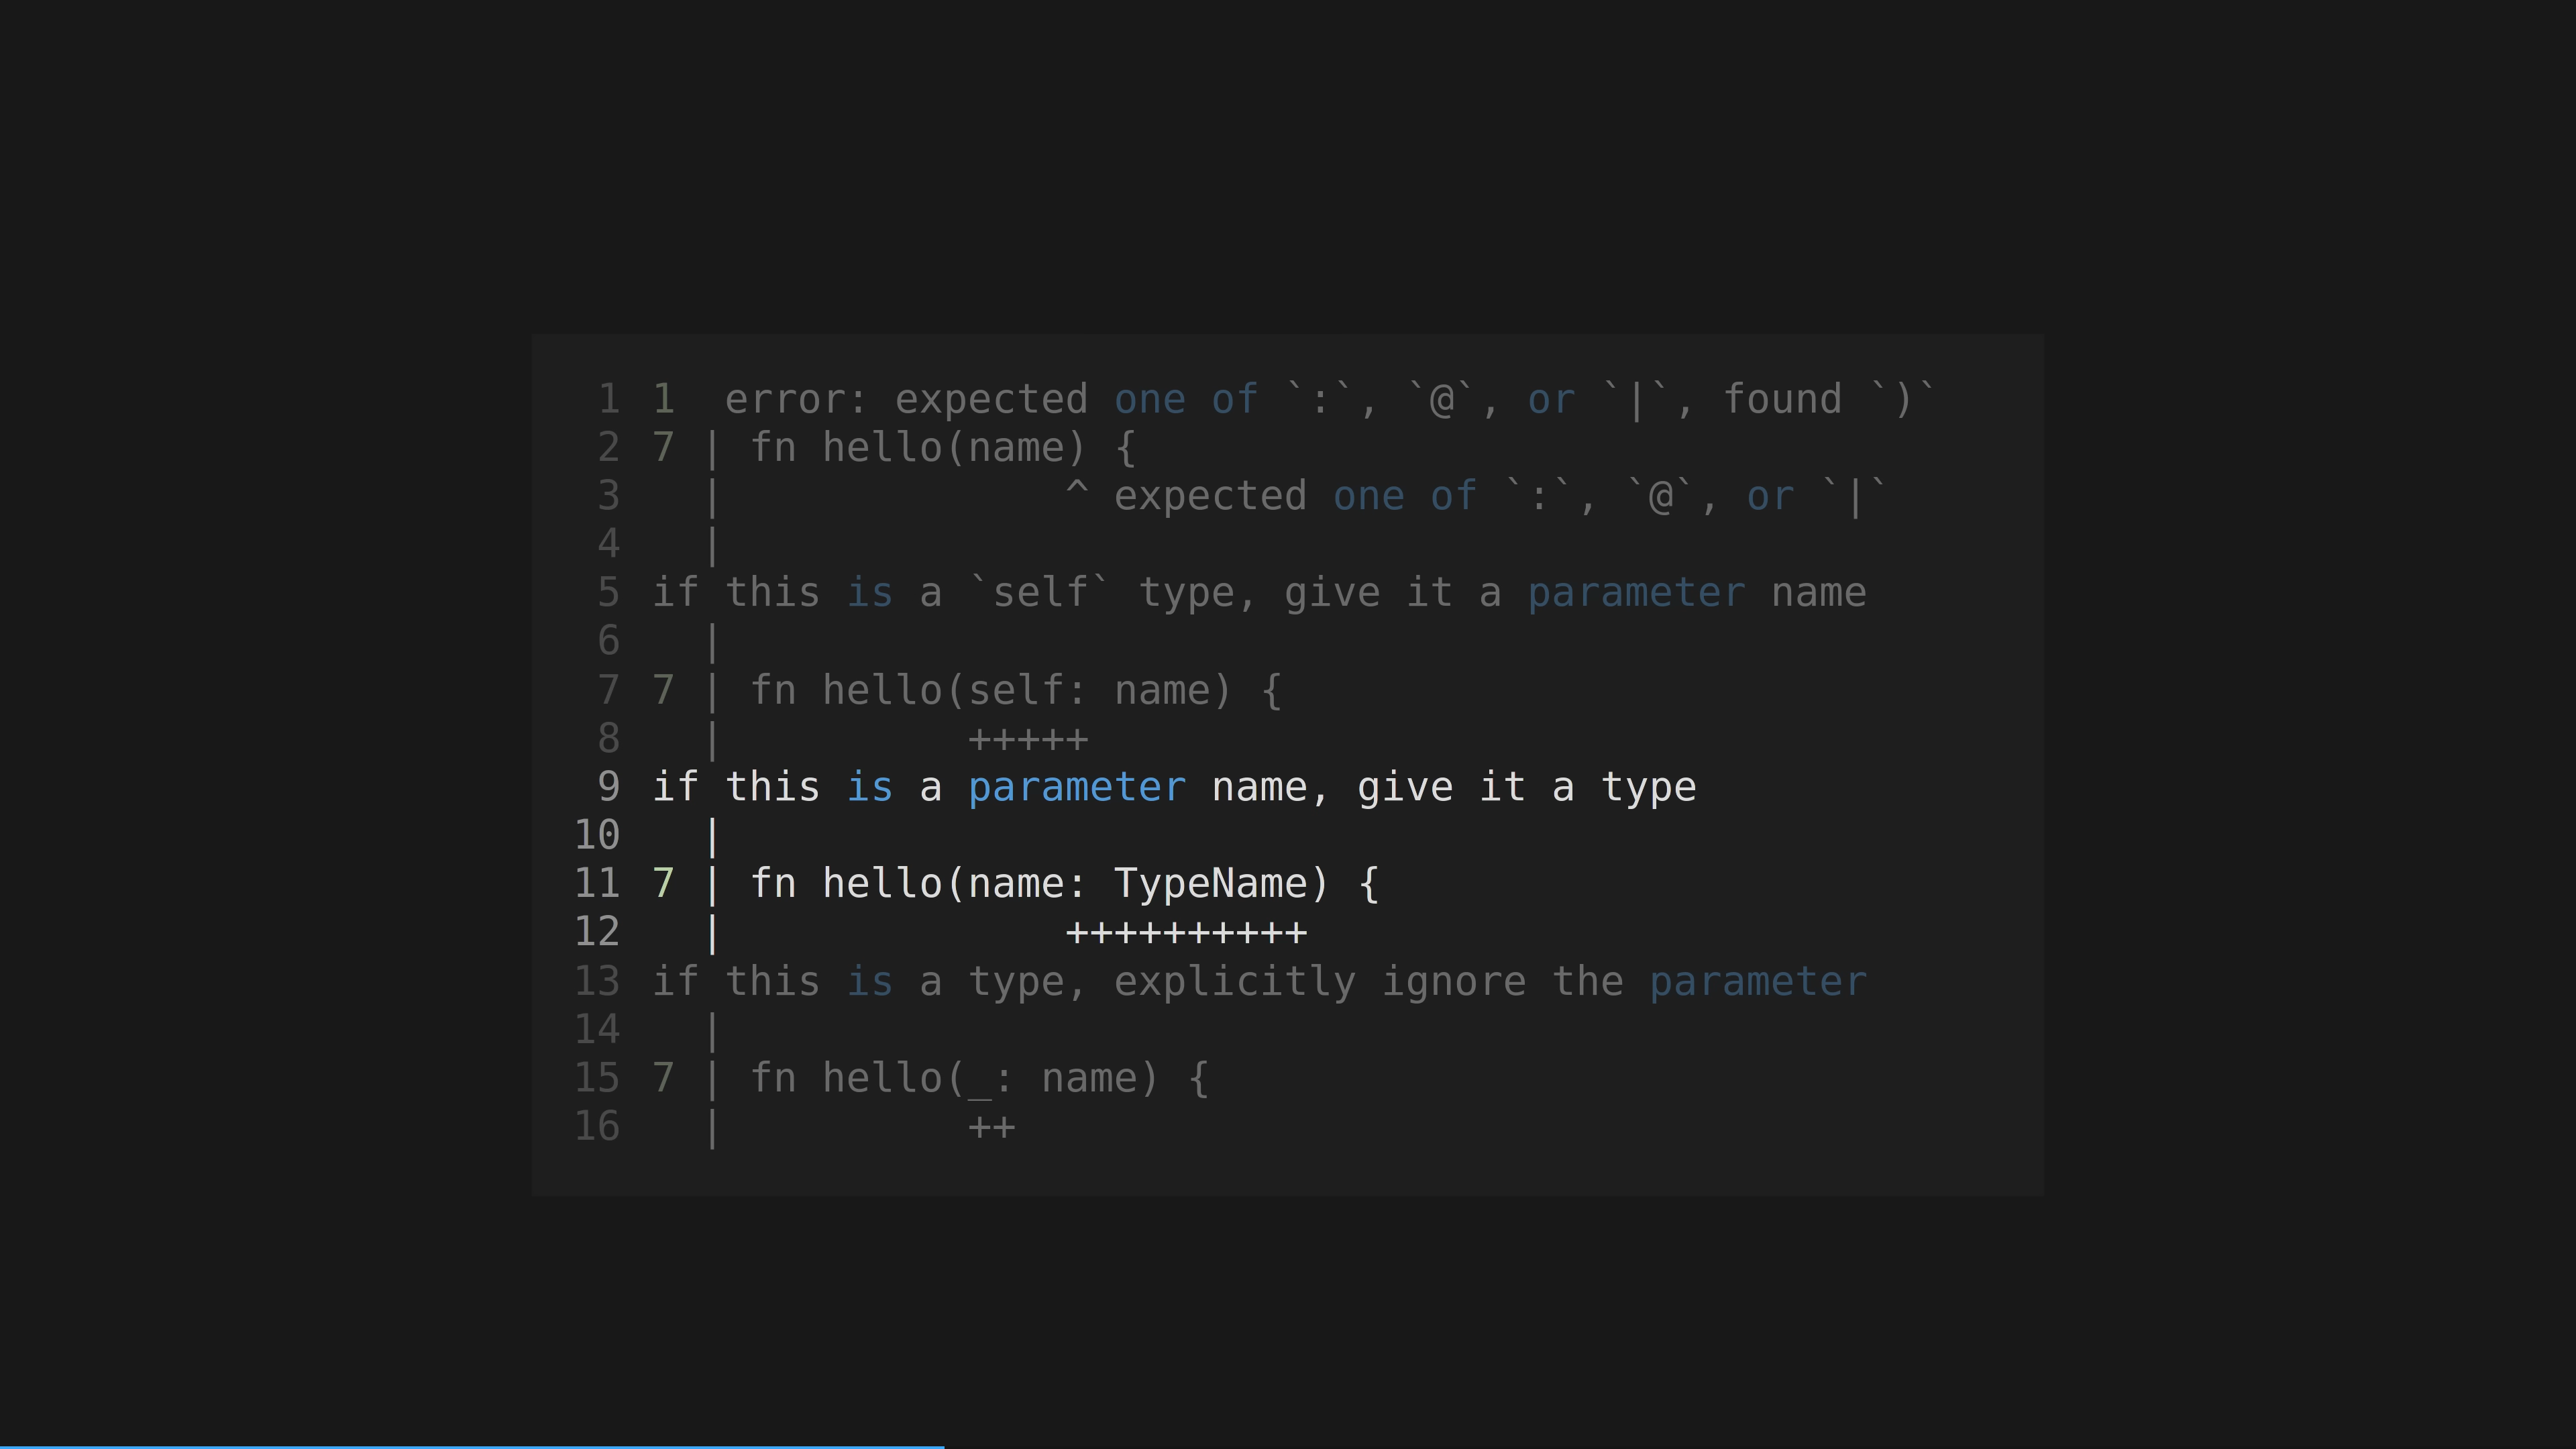 1 1  error: expected one of `:`, `@`, or `|`, found `)`
2 7 | fn hello(name) {
3   |              ^ expected one of `:`, `@`, or `|`
4   |
5 if this is a `self` type, give it a parameter name
6   |
7 7 | fn hello(self: name) {
8   |          +++++
9 if this is a parameter name, give it a type
10   |
11 7 | fn hello(name: TypeName) {
12   |              ++++++++++
13 if this is a type, explicitly ignore the parameter
14   |
15 7 | fn hello(_: name) {
16   |          ++